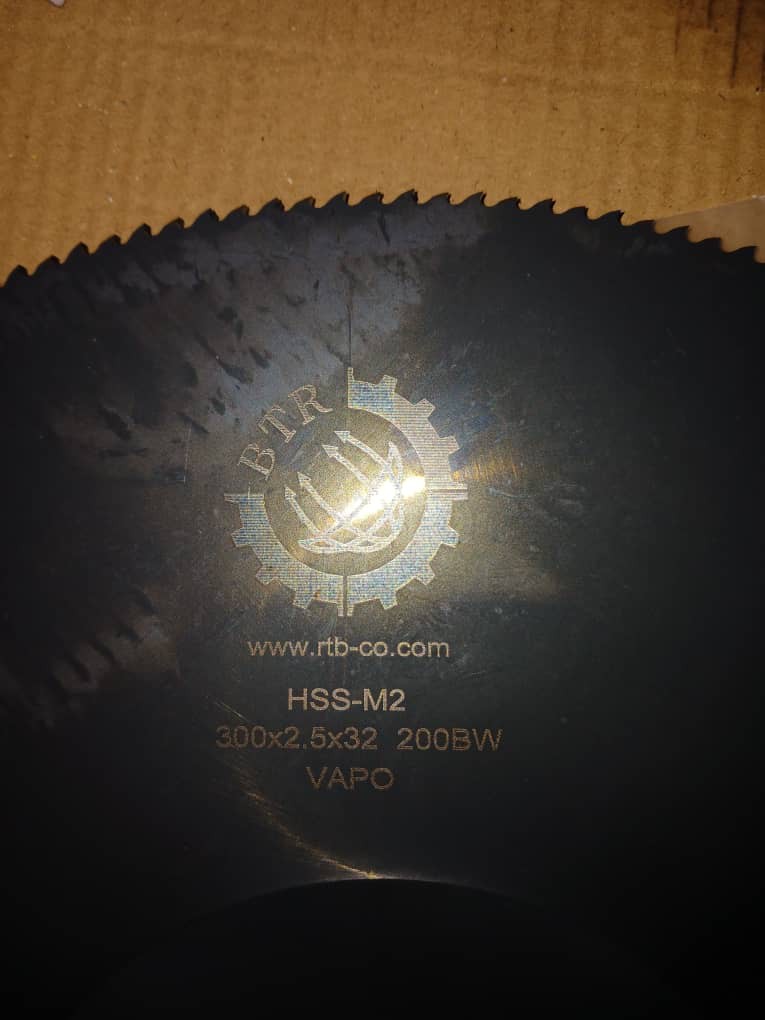 BTR
www.rtb-co.com
HSS-M2
300x2.5x32 200BW
VAPO